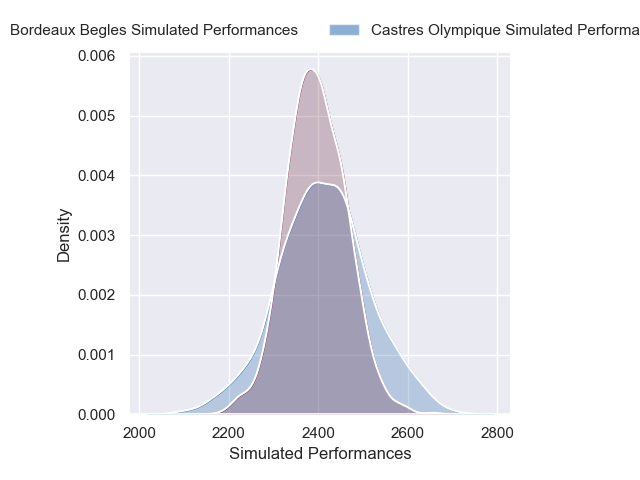 Bordeaux Begles Simulated Performances
Castres Olympique Simulated Performa
0.006
0.005
0.004
0.003
0.002
0.001
0.000
Density
2000 2200 2400 2600 2800
Simulated Performances